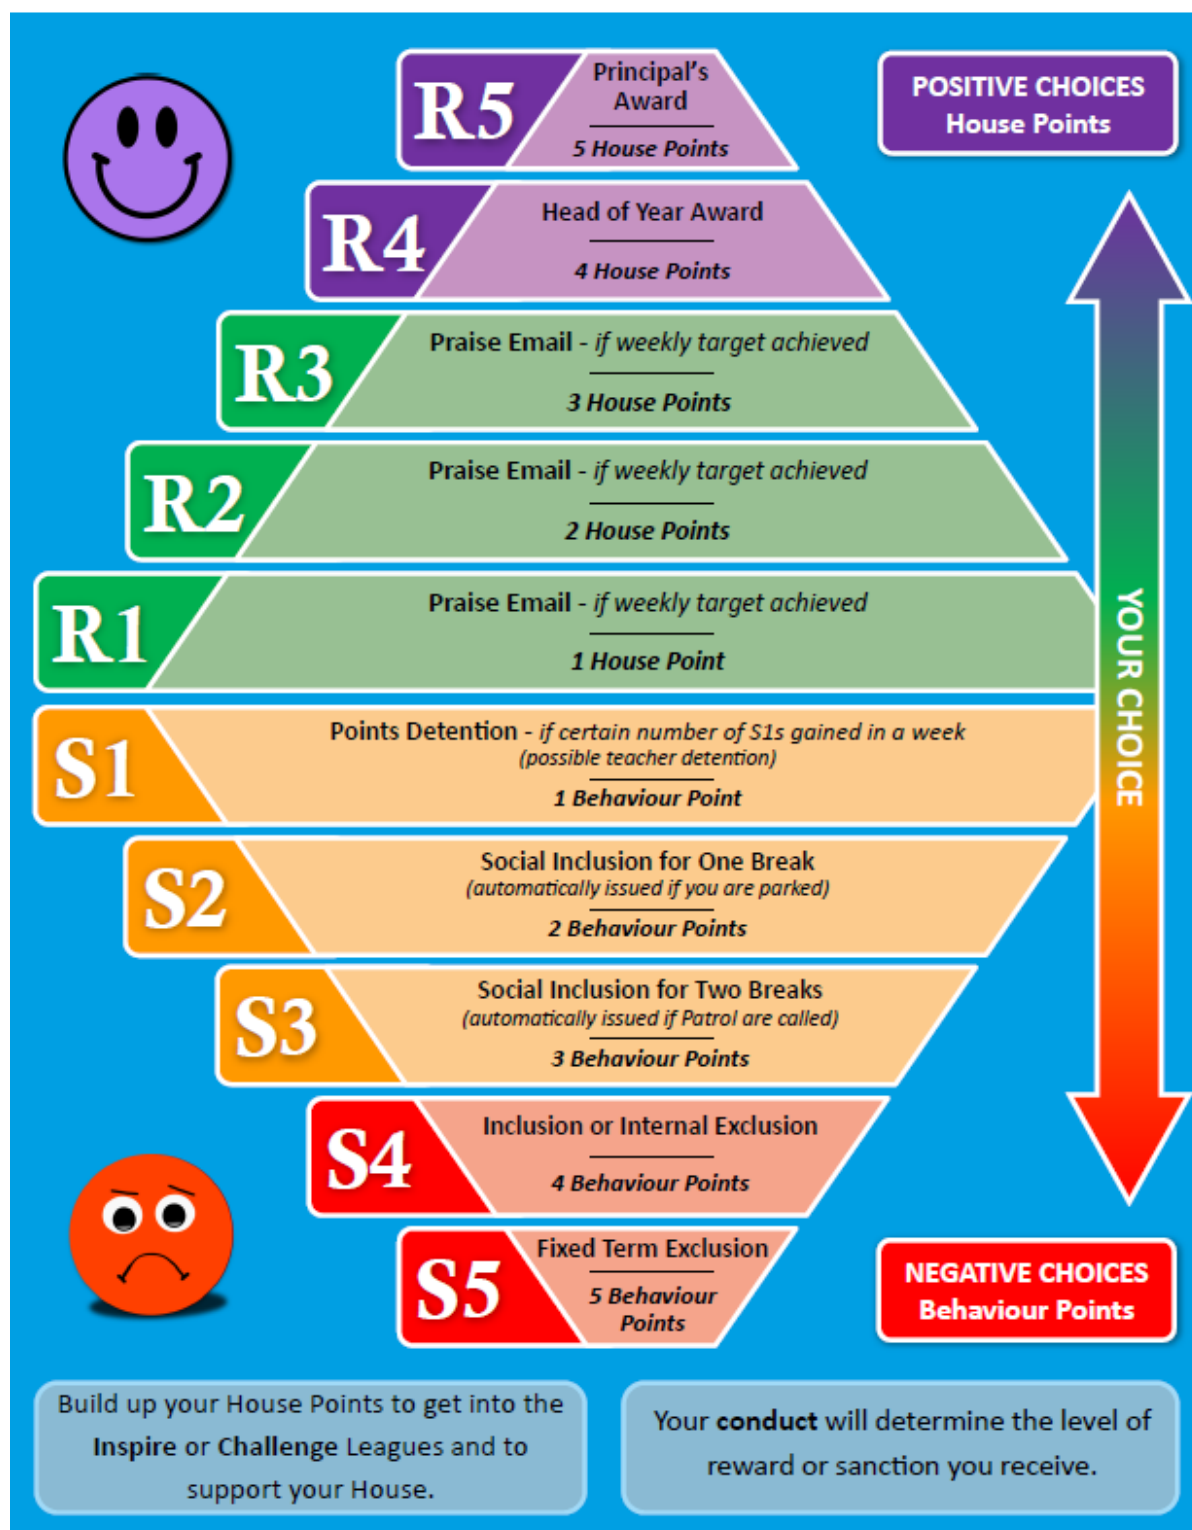 R5
Principal's
Award
5 House Points
POSITIVE CHOICES
House Points
R4
Head of Year Award
4 House Points
R3
Praise Email - if weekly target achieved
3 House Points
R2
Praise Email - if weekly target achieved
2 House Points
R1
Praise Email - if weekly target achieved
1 House Point
YOUR CHOICE
S1
Points Detention - if certain number of S1s gained in a week
(possible teacher detention)
1 Behaviour Point
S2
Social Inclusion for One Break
(automatically issued if you are parked)
2 Behaviour Points
S3
Social Inclusion for Two Breaks
(automatically issued if Patrol are called)
3 Behaviour Points
S4
Inclusion or Internal Exclusion
4 Behaviour Points
S5
Fixed Term Exclusion
5 Behaviour
Points
NEGATIVE CHOICES
Behaviour Points
Build up your House Points to get into the
Inspire or Challenge Leagues and to
support your House.
Your conduct will determine the level of
reward or sanction you receive.